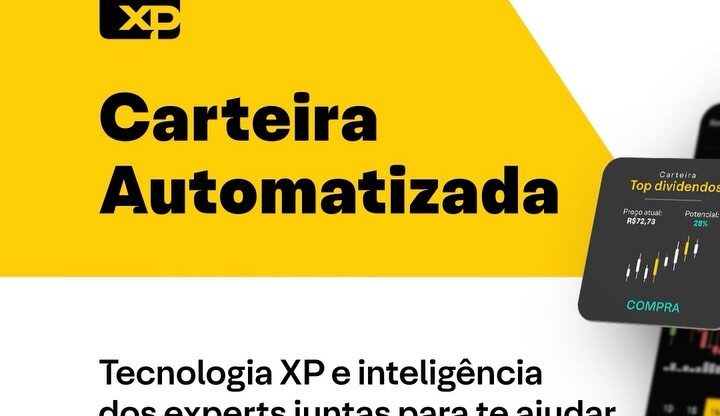 XP
Carteira
Automatizada
Carteira
Top dividendos
Preço atual: Potencial:
R$72,73 28%
COMPRA
Tecnologia XP e inteligência
dos experts juntas para te ajudar